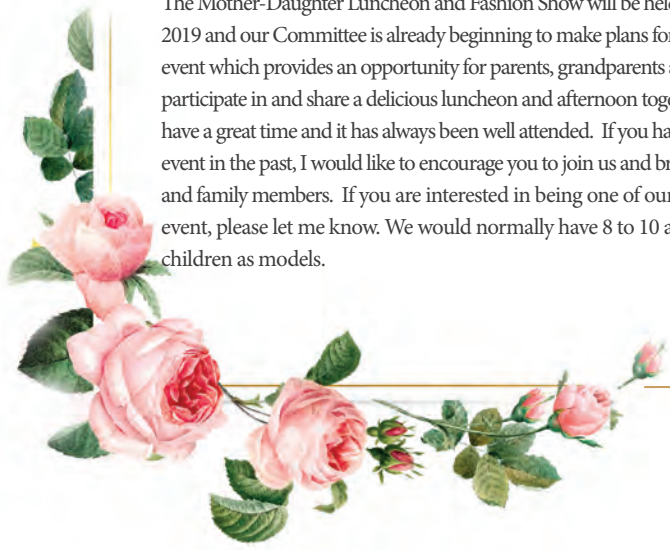 The Mother-Daughter Luncheon and Fashion Show will be held
2019 and our Committee is already beginning to make plans for
event which provides an opportunity for parents, grandparents
participate in and share a delicious luncheon and afternoon
have a great time and it has always been well attended. If you
event in the past, I would like to encourage you to join us and
and family members. If you are interested in being one of our
event, please let me know. We would normally have 8 to 10
children as models.